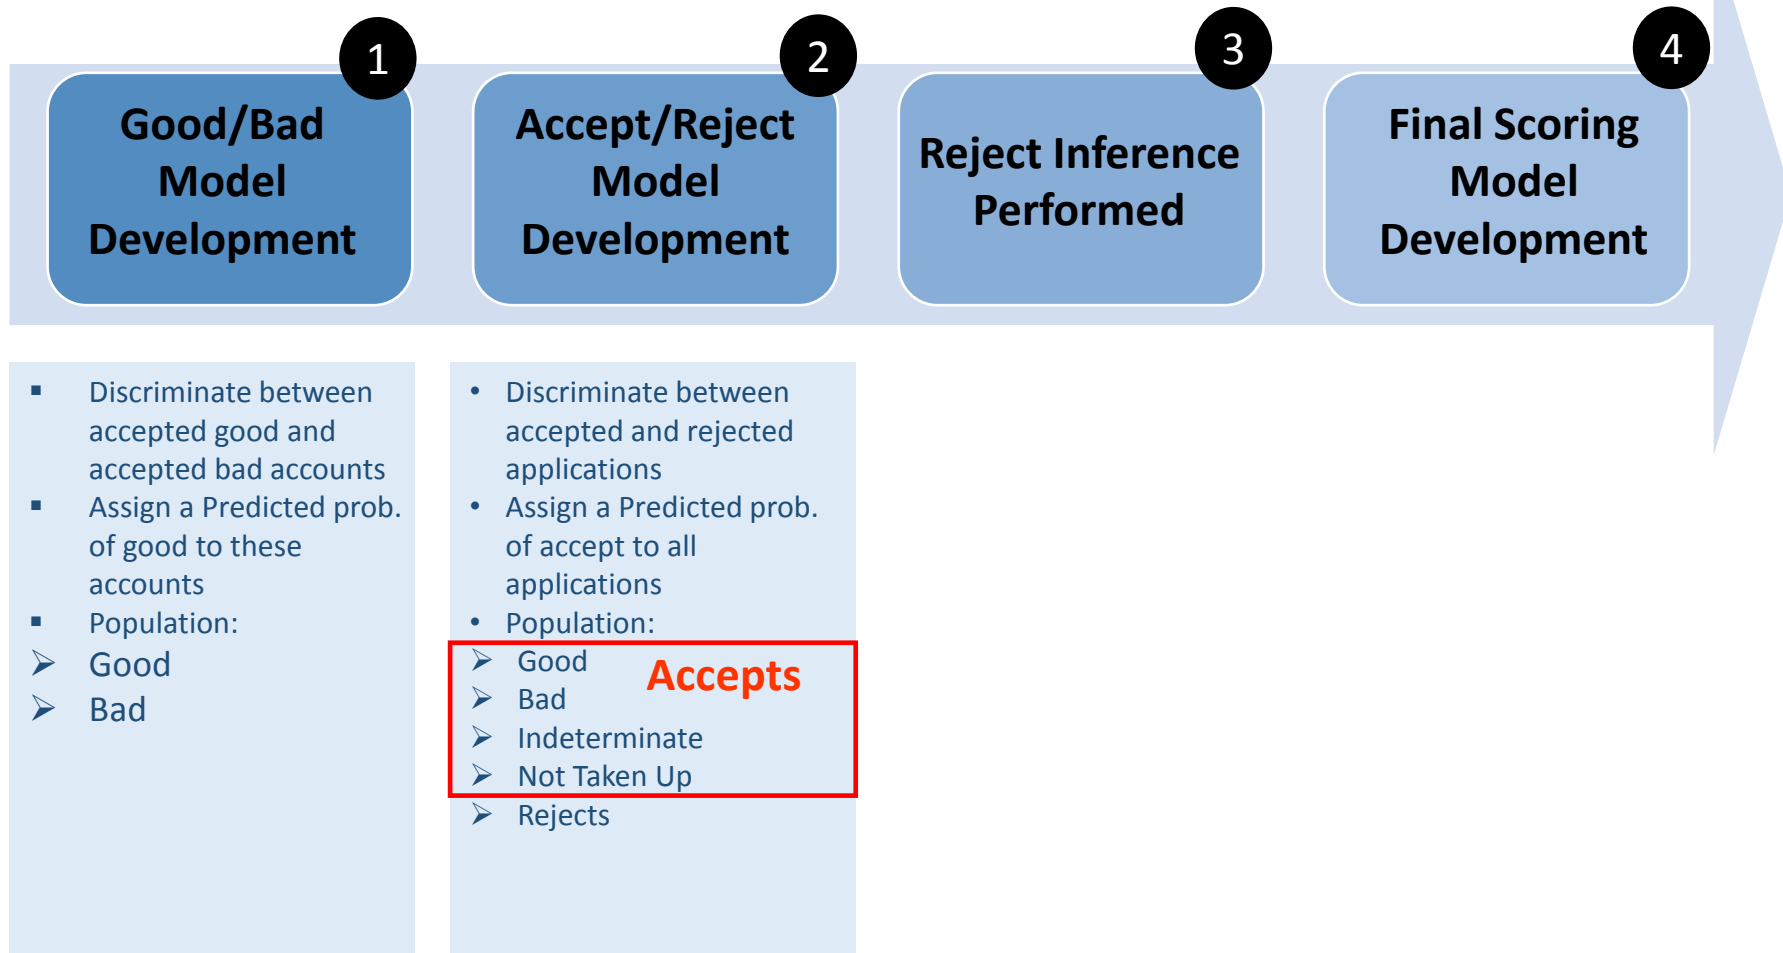 1
Good/Bad
Model
Development
2
Accept/Reject
Model
Development
3
Reject Inference
Performed
4
Final Scoring
Model
Development
▪ Discriminate between
accepted good and
accepted bad accounts
▪ Assign a Predicted prob.
of good to these
accounts
▪ Population:
➢ Good
➢ Bad
• Discriminate between
accepted and rejected
applications
• Assign a Predicted prob.
of accept to all
applications
• Population:
➢ Good
Accepts
➢ Bad
➢ Indeterminate
➢ Not Taken Up
➢ Rejects